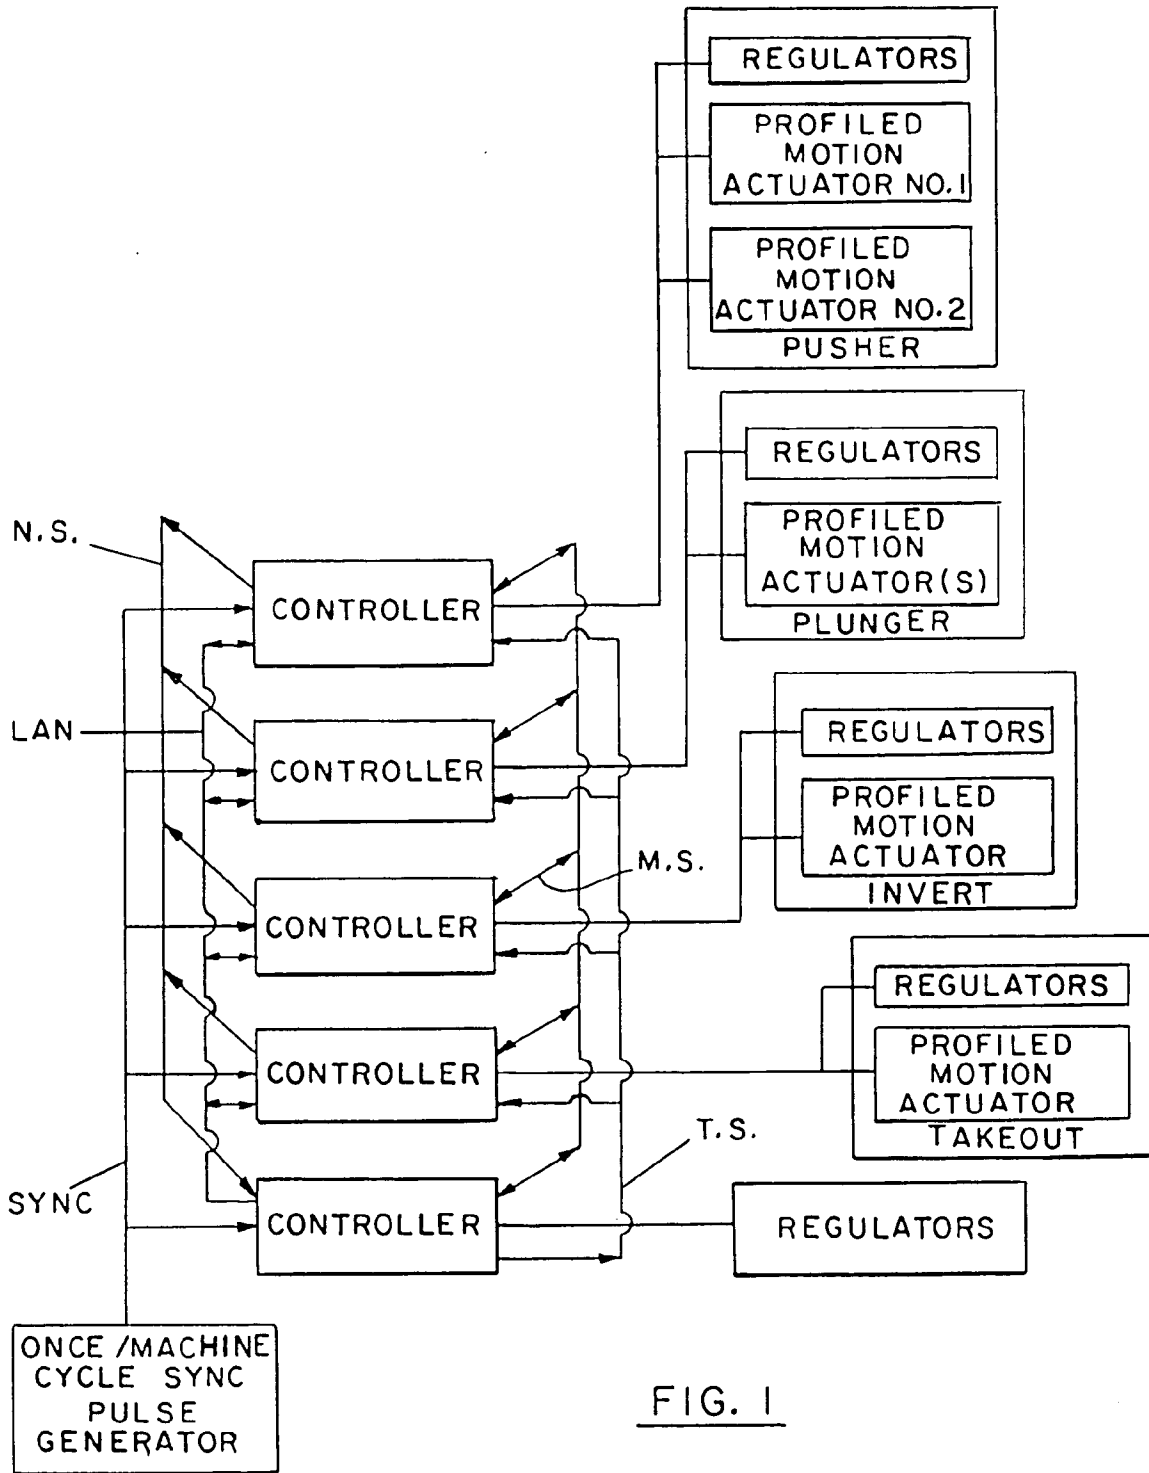 REGULATORS
PROFILED
MOTION
ACTUATOR NO.1
PROFILED
MOTION
ACTUATOR NO.2
PUSHER
REGULATORS
PROFILED
MOTION
ACTUATOR(S)
PLUNGER
N.S.
CONTROLLER
LAN
CONTROLLER
REGULATORS
PROFILED
MOTION
ACTUATOR
INVERT
M.S.
CONTROLLER
REGULATORS
PROFILED
MOTION
ACTUATOR
TAKEOUT
CONTROLLER
T.S.
SYNC
CONTROLLER
REGULATORS
ONCE/MACHINE
CYCLE SYNC
PULSE
GENERATOR
FIG. 1